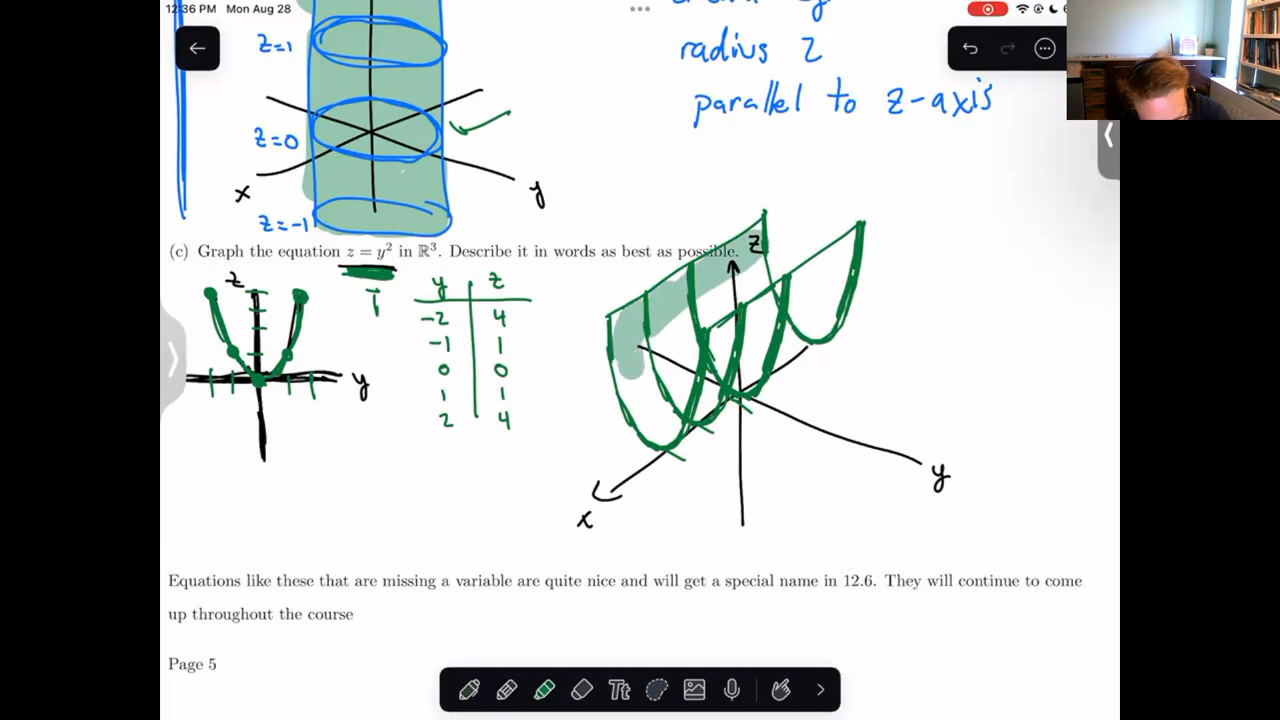 12:36 PM Mon Aug 28
z=1
radius 2
parallel to z-axis
z=0
x
y
z=-1
(c) Graph the equation z = y² in ℝ³. Describe it in words as best as possible.
z
y z
-2 4
-1 1
0 0
1 1
2 4
y
z
y
x
Equations like these that are missing a variable are quite nice and will get a special name in 12.6. They will continue to come
up throughout the course
Page 5
Tt